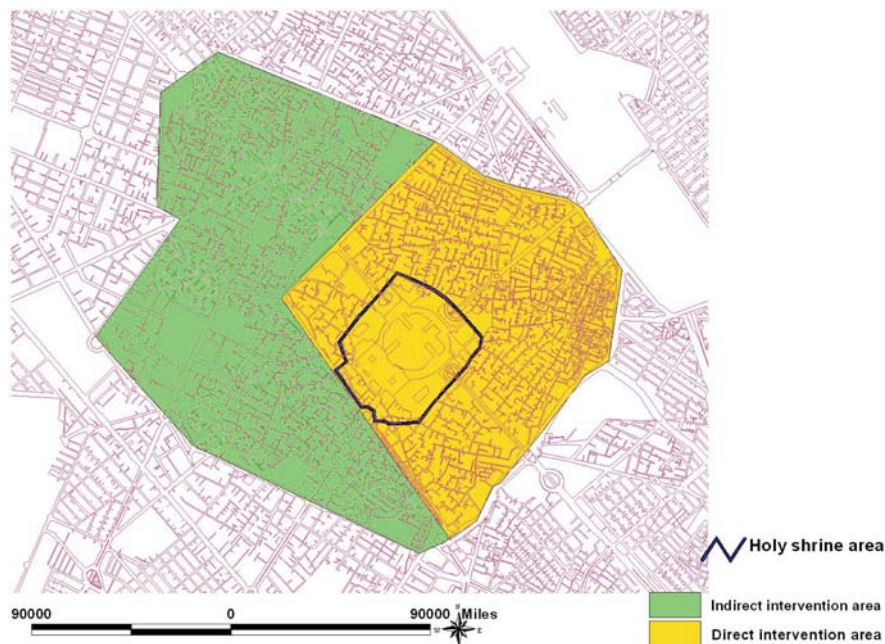 Holy shrine area
90000 0 90000 Miles
N
W E
Indirect intervention area
Direct intervention area